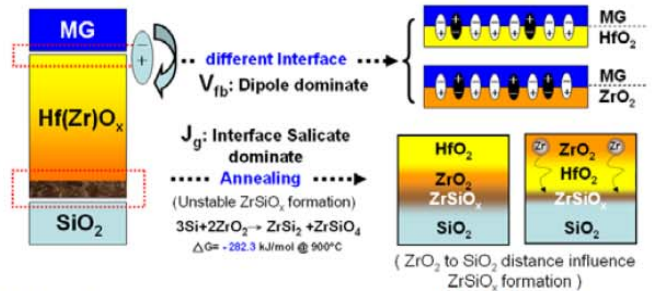 MG
Hf(Zr)Oₓ
SiO₂
−
+
different Interface
V_fb: Dipole dominate
J_g: Interface Salicate
dominate
Annealing
(Unstable ZrSiOₓ formation)
3Si+2ZrO₂→ ZrSi₂ +ZrSiO₄
△G= -282.3 kJ/mol @ 900°C
MG
HfO₂
MG
ZrO₂
HfO₂
ZrO₂
ZrSiOₓ
SiO₂
Zr Zr
ZrO₂
HfO₂
ZrSiOₓ
SiO₂
( ZrO₂ to SiO₂ distance influence
ZrSiOₓ formation )